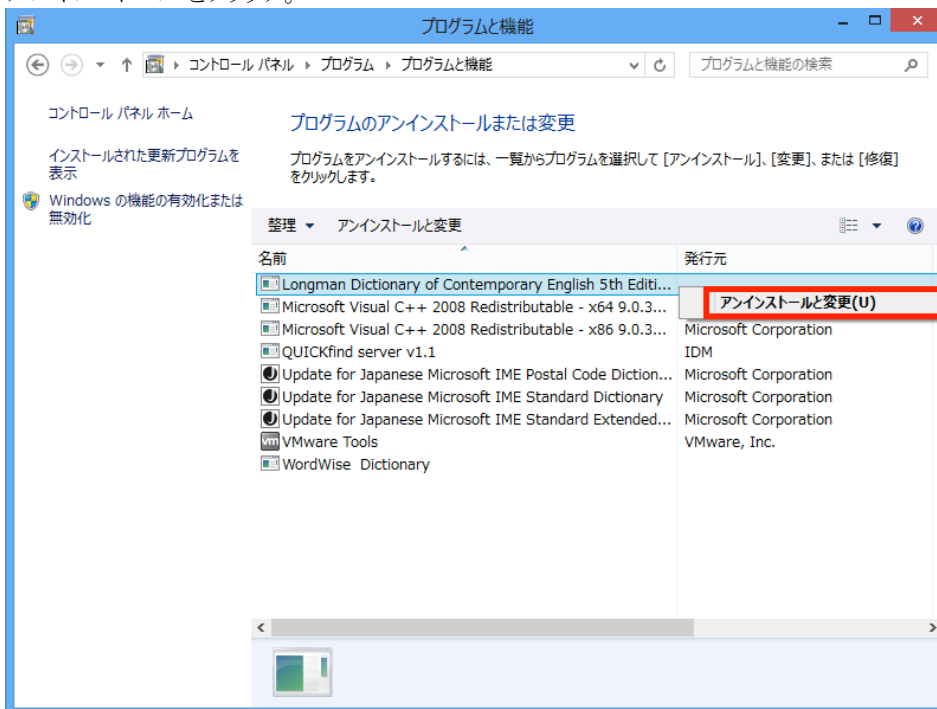 プログラムと機能
コントロール パネル ▸ プログラム ▸ プログラムと機能
プログラムと機能の検索
コントロール パネル ホーム
インストールされた更新プログラムを
表示
Windows の機能の有効化または
無効化
プログラムのアンインストールまたは変更
プログラムをアンインストールするには、一覧からプログラムを選択して [アンインストール]、[変更]、または [修復]
をクリックします。
整理 ▼ アンインストールと変更
名前 発行元
Longman Dictionary of Contemporary English 5th Editi...
アンインストールと変更(U)
Microsoft Visual C++ 2008 Redistributable - x64 9.0.3...
Microsoft Visual C++ 2008 Redistributable - x86 9.0.3... Microsoft Corporation
QUICKfind server v1.1 IDM
Update for Japanese Microsoft IME Postal Code Diction... Microsoft Corporation
Update for Japanese Microsoft IME Standard Dictionary Microsoft Corporation
Update for Japanese Microsoft IME Standard Extended... Microsoft Corporation
vm VMware Tools VMware, Inc.
WordWise Dictionary